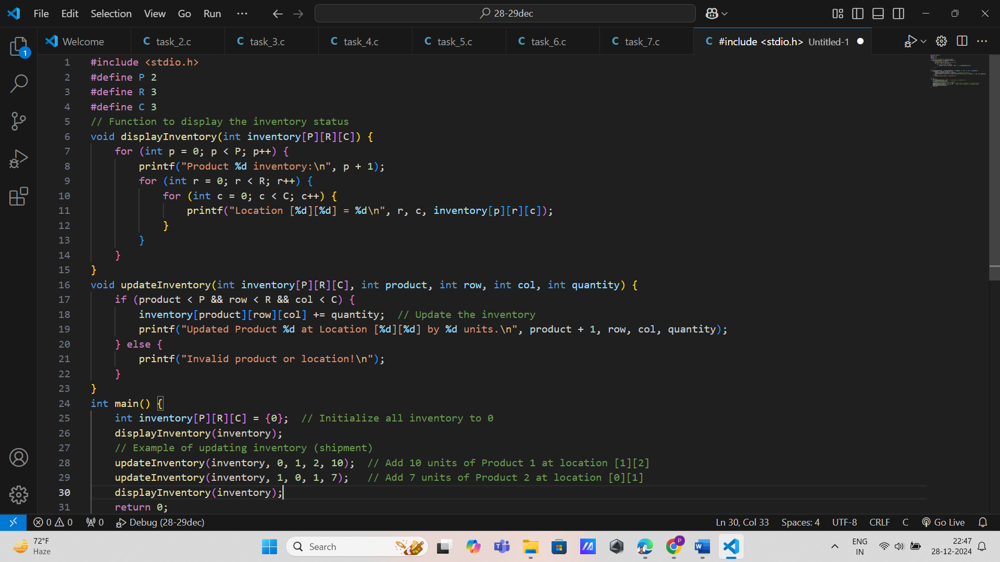 File Edit Selection View Go Run ··· 28-29dec
Welcome task_2.c task_3.c task_4.c task_5.c task_6.c task_7.c #include <stdio.h> Untitled-1
1 #include <stdio.h>
2 #define P 2
3 #define R 3
4 #define C 3
5 // Function to display the inventory status
6 void displayInventory(int inventory[P][R][C]) {
7 for (int p = 0; p < P; p++) {
8 printf("Product %d inventory:\n", p + 1);
9 for (int r = 0; r < R; r++) {
10 for (int c = 0; c < C; c++) {
11 printf("Location [%d][%d] = %d\n", r, c, inventory[p][r][c]);
12 }
13 }
14 }
15 }
16 void updateInventory(int inventory[P][R][C], int product, int row, int col, int quantity) {
17 if (product < P && row < R && col < C) {
18 inventory[product][row][col] += quantity;  // Update the inventory
19 printf("Updated Product %d at Location [%d][%d] by %d units.\n", product + 1, row, col, quantity);
20 } else {
21 printf("Invalid product or location!\n");
22 }
23 }
24 int main() {
25 int inventory[P][R][C] = {0};  // Initialize all inventory to 0
26 displayInventory(inventory);
27 // Example of updating inventory (shipment)
28 updateInventory(inventory, 0, 1, 2, 10);  // Add 10 units of Product 1 at location [1][2]
29 updateInventory(inventory, 1, 0, 1, 7);   // Add 7 units of Product 2 at location [0][1]
30 displayInventory(inventory);
31 return 0;
0 0 0 Debug (28-29dec) Ln 30, Col 33 Spaces: 4 UTF-8 CRLF C Go Live
72°F
Haze
Search
ENG
IN
22:47
28-12-2024